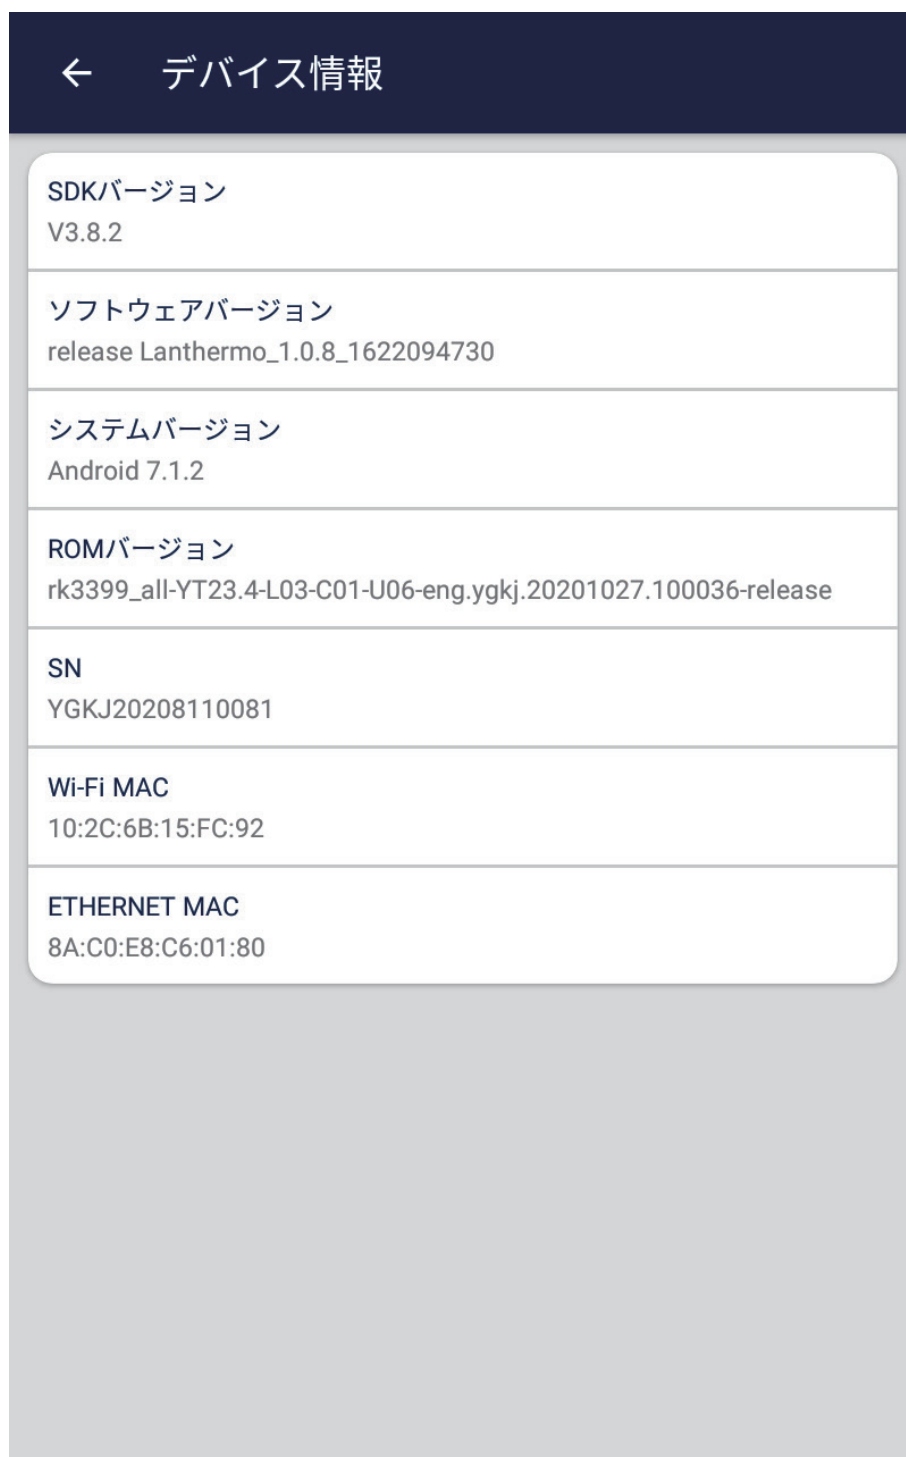 デバイス情報
SDKバージョン
V3.8.2
ソフトウェアバージョン
release Lanthermo_1.0.8_1622094730
システムバージョン
Android 7.1.2
ROMバージョン
rk3399_all-YT23.4-L03-C01-U06-eng.ygkj.20201027.100036-release
SN
YGKJ20208110081
Wi-Fi MAC
10:2C:6B:15:FC:92
ETHERNET MAC
8A:C0:E8:C6:01:80